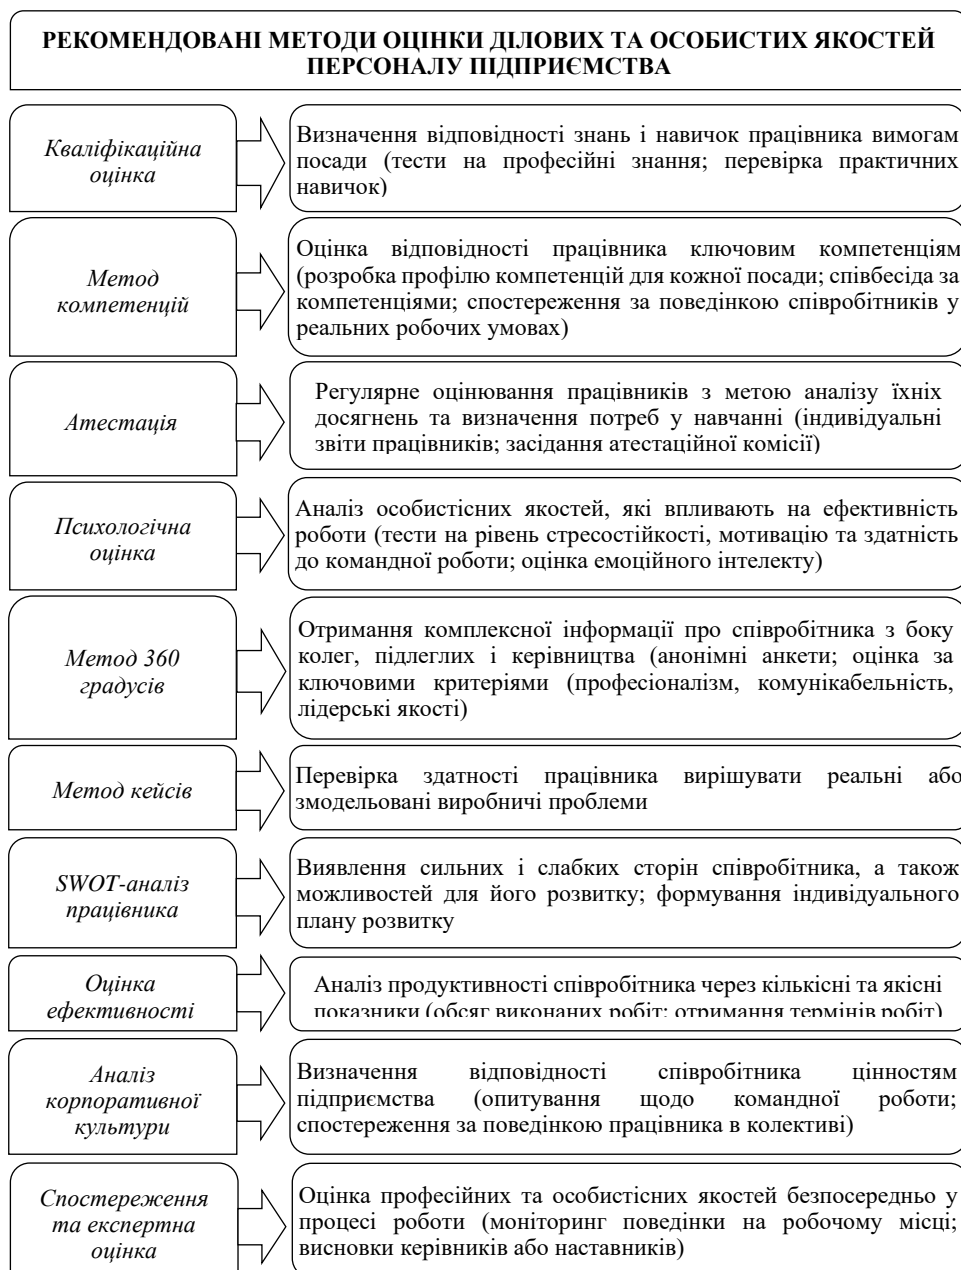 РЕКОМЕНДОВАНІ МЕТОДИ ОЦІНКИ ДІЛОВИХ ТА ОСОБИСТИХ ЯКОСТЕЙ
ПЕРСОНАЛУ ПІДПРИЄМСТВА
Кваліфікаційна
оцінка
Визначення відповідності знань і навичок працівника вимогам
посади (тести на професійні знання; перевірка практичних
навичок)
Метод
компетенцій
Оцінка відповідності працівника ключовим компетенціям
(розробка профілю компетенцій для кожної посади; співбесіда за
компетенціями; спостереження за поведінкою співробітників у
реальних робочих умовах)
Атестація
Регулярне оцінювання працівників з метою аналізу їхніх
досягнень та визначення потреб у навчанні (індивідуальні
звіти працівників; засідання атестаційної комісії)
Психологічна
оцінка
Аналіз особистісних якостей, які впливають на ефективність
роботи (тести на рівень стресостійкості, мотивацію та здатність
до командної роботи; оцінка емоційного інтелекту)
Метод 360
градусів
Отримання комплексної інформації про співробітника з боку
колег, підлеглих і керівництва (анонімні анкети; оцінка за
ключовими критеріями (професіоналізм, комунікабельність,
лідерські якості)
Метод кейсів
Перевірка здатності працівника вирішувати реальні або
змодельовані виробничі проблеми
SWOT-аналіз
працівника
Виявлення сильних і слабких сторін співробітника, а також
можливостей для його розвитку; формування індивідуального
плану розвитку
Оцінка
ефективності
Аналіз продуктивності співробітника через кількісні та якісні
показники (обсяг виконаних робіт; отримання термінів робіт)
Аналіз
корпоративної
культури
Визначення відповідності співробітника цінностям
підприємства (опитування щодо командної роботи;
спостереження за поведінкою працівника в колективі)
Спостереження
та експертна
оцінка
Оцінка професійних та особистісних якостей безпосередньо у
процесі роботи (моніторинг поведінки на робочому місці;
висновки керівників або наставників)